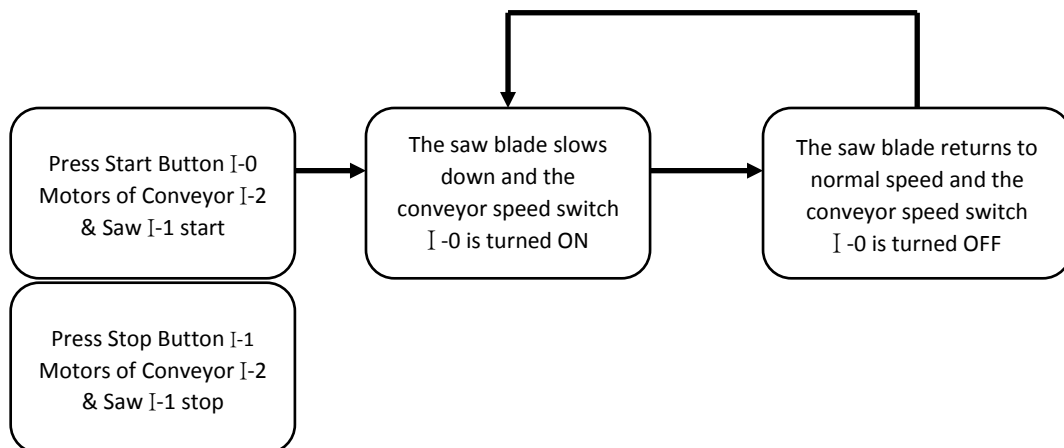 Press Start Button I-0
Motors of Conveyor I-2
& Saw I-1 start
The saw blade slows
down and the
conveyor speed switch
I -0 is turned ON
The saw blade returns to
normal speed and the
conveyor speed switch
I -0 is turned OFF
Press Stop Button I-1
Motors of Conveyor I-2
& Saw I-1 stop